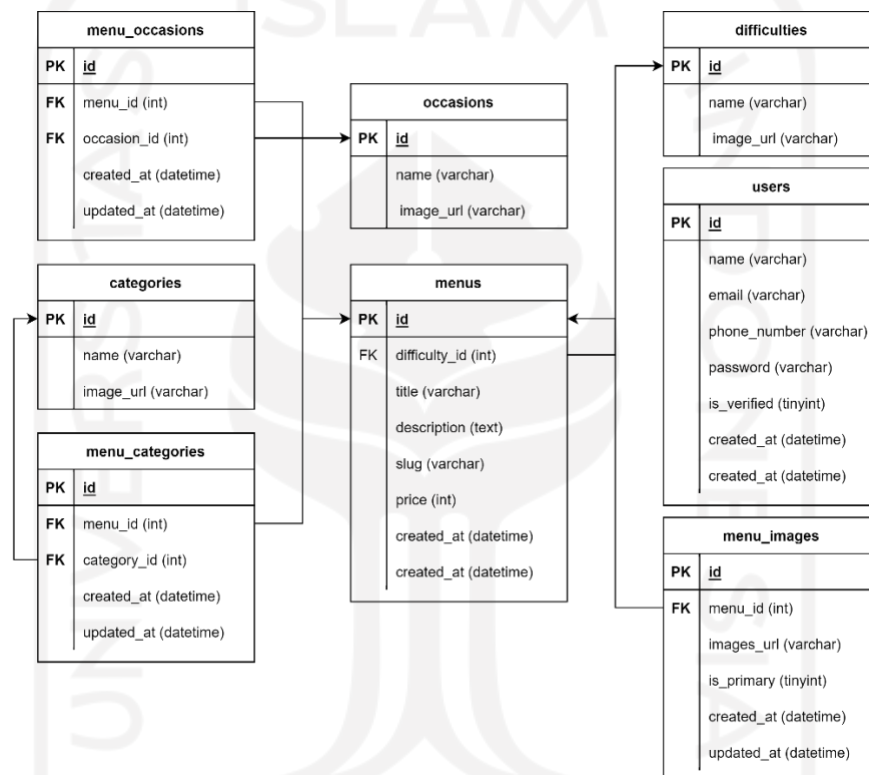 menu_occasions
PK id
FK menu_id (int)
FK occasion_id (int)
created_at (datetime)
updated_at (datetime)
categories
PK id
name (varchar)
image_url (varchar)
menu_categories
PK id
FK menu_id (int)
FK category_id (int)
created_at (datetime)
updated_at (datetime)
occasions
PK id
name (varchar)
image_url (varchar)
menus
PK id
FK difficulty_id (int)
title (varchar)
description (text)
slug (varchar)
price (int)
created_at (datetime)
created_at (datetime)
difficulties
PK id
name (varchar)
image_url (varchar)
users
PK id
name (varchar)
email (varchar)
phone_number (varchar)
password (varchar)
is_verified (tinyint)
created_at (datetime)
created_at (datetime)
menu_images
PK id
FK menu_id (int)
images_url (varchar)
is_primary (tinyint)
created_at (datetime)
updated_at (datetime)
ISLAM
UNIVERSITAS
INDONESIA